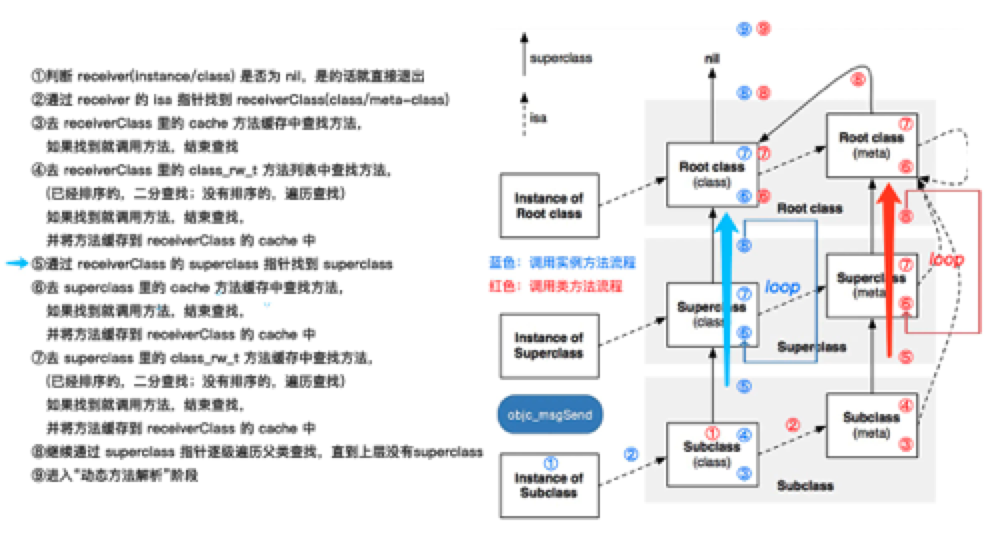 ①判断 receiver(instance/class) 是否为 nil，是的话就直接退出
②通过 receiver 的 isa 指针找到 receiverClass(class/meta-class)
③去 receiverClass 里的 cache 方法缓存中查找方法，
如果找到就调用方法，结束查找
④去 receiverClass 里的 class_rw_t 方法列表中查找方法，
(已经排序的，二分查找；没有排序的，遍历查找)
如果找到就调用方法，结束查找，
并将方法缓存到 receiverClass 的 cache 中
⑤通过 receiverClass 的 superclass 指针找到 superclass
⑥去 superclass 里的 cache 方法缓存中查找方法，
如果找到就调用方法，结束查找，
并将方法缓存到 receiverClass 的 cache 中
⑦去 superclass 里的 class_rw_t 方法缓存中查找方法，
(已经排序的，二分查找；没有排序的，遍历查找)
如果找到就调用方法，结束查找，
并将方法缓存到 receiverClass 的 cache 中
⑧继续通过 superclass 指针逐级遍历父类查找，直到上层没有superclass
⑨进入“动态方法解析”阶段
⑨ ⑨
superclass
nil
⑧ ⑧
⑧
isa
Root class
(class)
⑦ ⑦
⑥ ⑥
Root class
(meta)
⑦
⑥
Instance of
Root class
Root class
⑧
⑧
蓝色：调用实例方法流程
红色：调用类方法流程
loop
loop
Superclass
(class
⑦
⑥
Superclass
(meta
⑦
⑥
Instance of
Superclass
Superclass
⑤
⑤
objc_msgSend
①
Subclass
(class)
④
③
②
Subclass
(meta)
④
③
①
Instance of
Subclass
②
Subclass